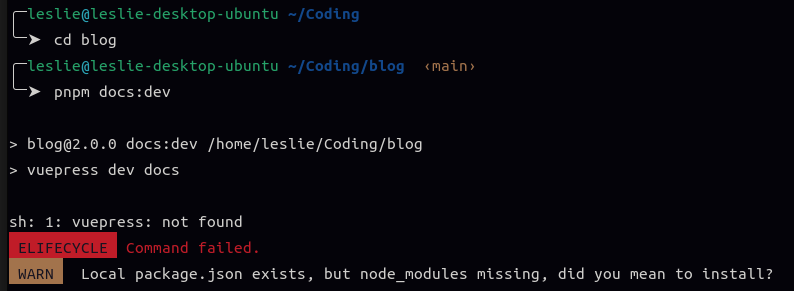 leslie@leslie-desktop-ubuntu ~/Coding
➤ cd blog
leslie@leslie-desktop-ubuntu ~/Coding/blog ‹main›
➤ pnpm docs:dev
> blog@2.0.0 docs:dev /home/leslie/Coding/blog
> vuepress dev docs
sh: 1: vuepress: not found
ELIFECYCLE Command failed.
WARN Local package.json exists, but node_modules missing, did you mean to install?